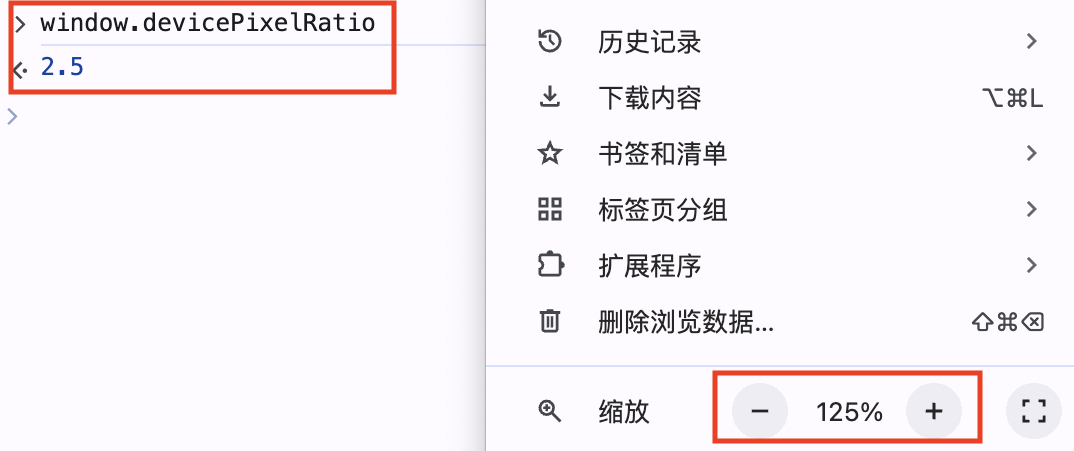 > window.devicePixelRatio
<· 2.5
>
历史记录 >
下载内容 ⌥⌘L
书签和清单 >
标签页分组 >
扩展程序 >
删除浏览数据... ⇧⌘⌫
缩放 − 125% +